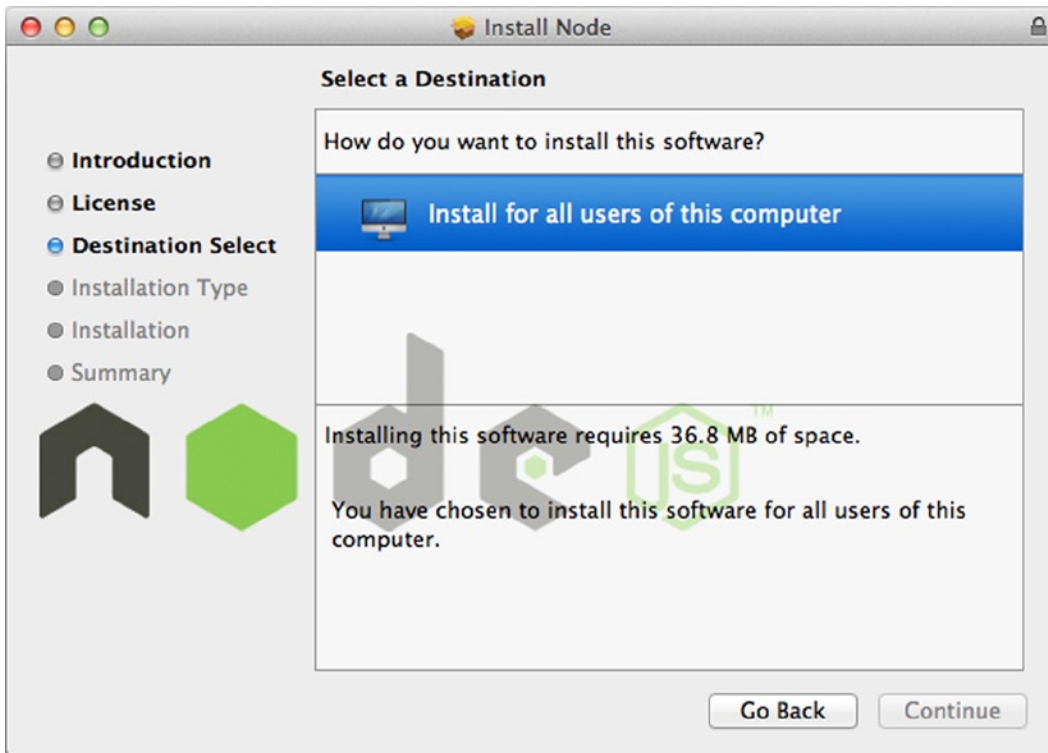 Install Node
Select a Destination
Introduction
License
Destination Select
Installation Type
Installation
Summary
How do you want to install this software?
Install for all users of this computer
node JS TM
Installing this software requires 36.8 MB of space.
You have chosen to install this software for all users of this
computer.
Go Back
Continue